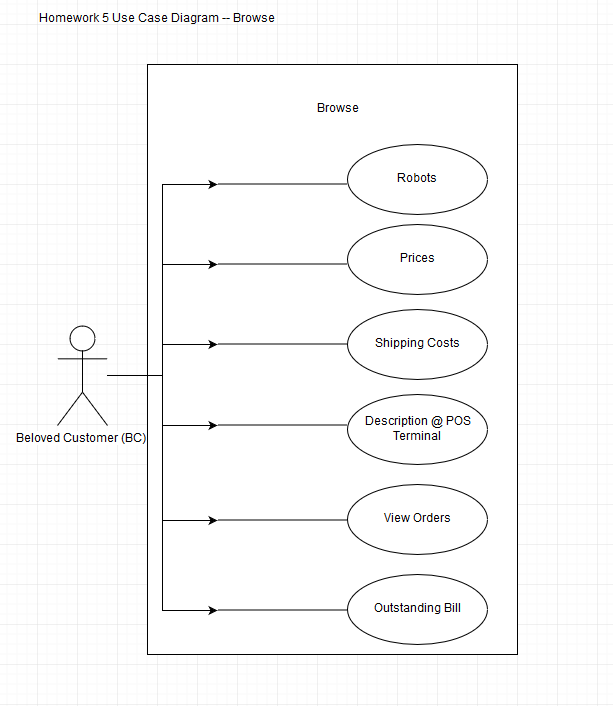 Homework 5 Use Case Diagram -- Browse
Browse
Robots
Prices
Shipping Costs
Description @ POS
Terminal
Beloved Customer (BC)
View Orders
Outstanding Bill